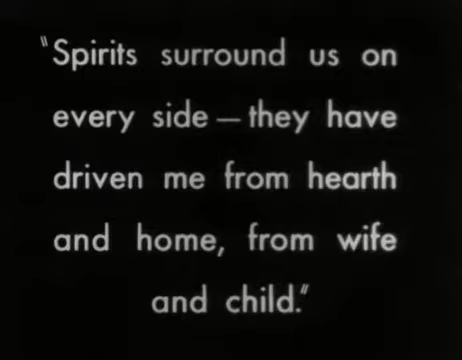 "Spirits surround us on
every side — they have
driven me from hearth
and home, from wife
and child."